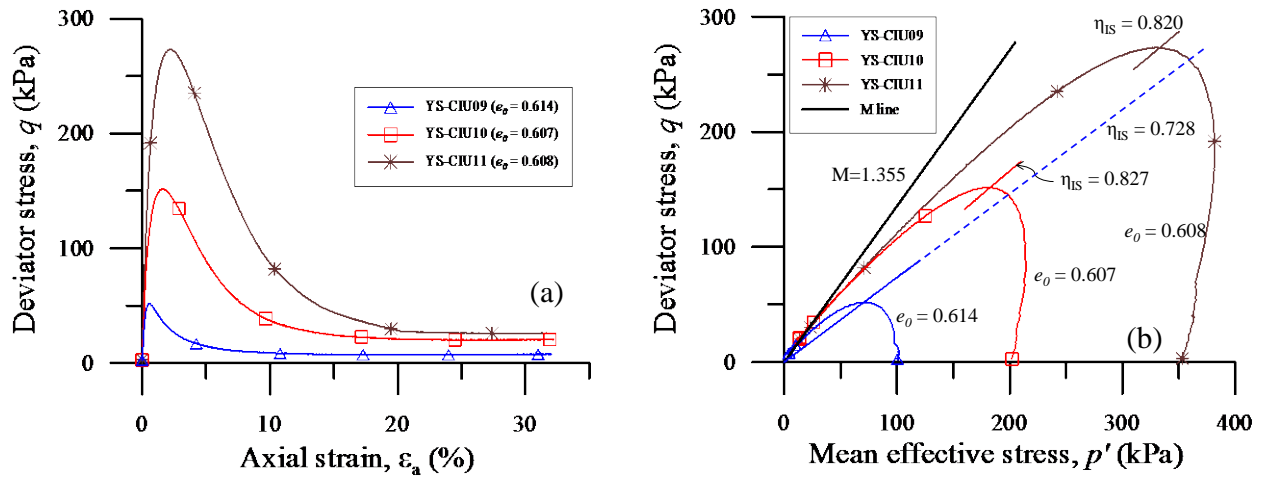 300
200
100
0
Deviator stress, q (kPa)
0
10
20
30
Axial strain, εa (%)
YS-CIU09 (e0 = 0.614)
YS-CIU10 (e0 = 0.607)
YS-CIU11 (e0 = 0.608)
(a)
300
200
100
0
Deviator stress, q (kPa)
0
100
200
300
400
Mean effective stress, p' (kPa)
YS-CIU09
YS-CIU10
YS-CIU11
M line
M=1.355
ηIS = 0.820
ηIS = 0.728
ηIS = 0.827
e0 = 0.608
e0 = 0.607
e0 = 0.614
(b)